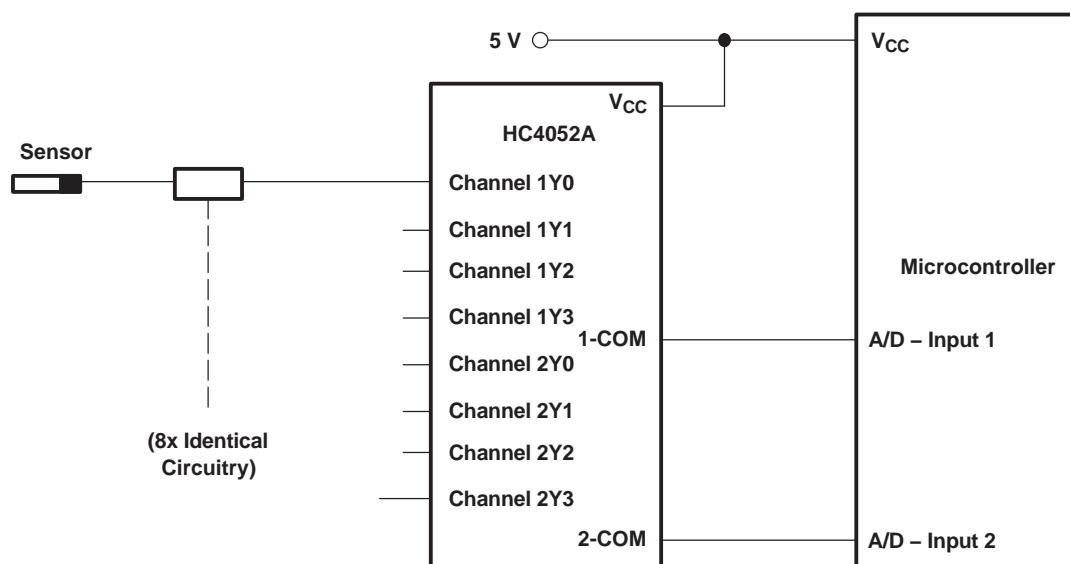 5 V
VCC
VCC
HC4052A
Sensor
Channel 1Y0
Channel 1Y1
Channel 1Y2
Microcontroller
Channel 1Y3
1-COM
A/D – Input 1
Channel 2Y0
Channel 2Y1
(8x Identical
Circuitry)
Channel 2Y2
Channel 2Y3
2-COM
A/D – Input 2